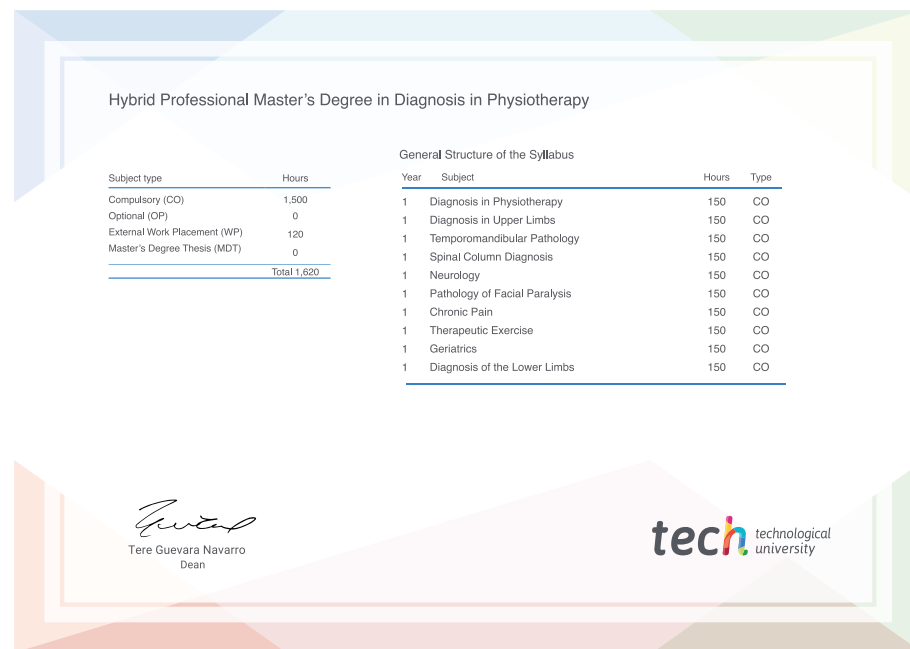 Hybrid Professional Master's Degree in Diagnosis in Physiotherapy
Subject type Hours
Compulsory (CO) 1,500
Optional (OP) 0
External Work Placement (WP) 120
Master's Degree Thesis (MDT) 0
Total 1,620
General Structure of the Syllabus
Year Subject Hours Type
1 Diagnosis in Physiotherapy 150 CO
1 Diagnosis in Upper Limbs 150 CO
1 Temporomandibular Pathology 150 CO
1 Spinal Column Diagnosis 150 CO
1 Neurology 150 CO
1 Pathology of Facial Paralysis 150 CO
1 Chronic Pain 150 CO
1 Therapeutic Exercise 150 CO
1 Geriatrics 150 CO
1 Diagnosis of the Lower Limbs 150 CO
Tere Guevara Navarro
Dean
tech technological
university